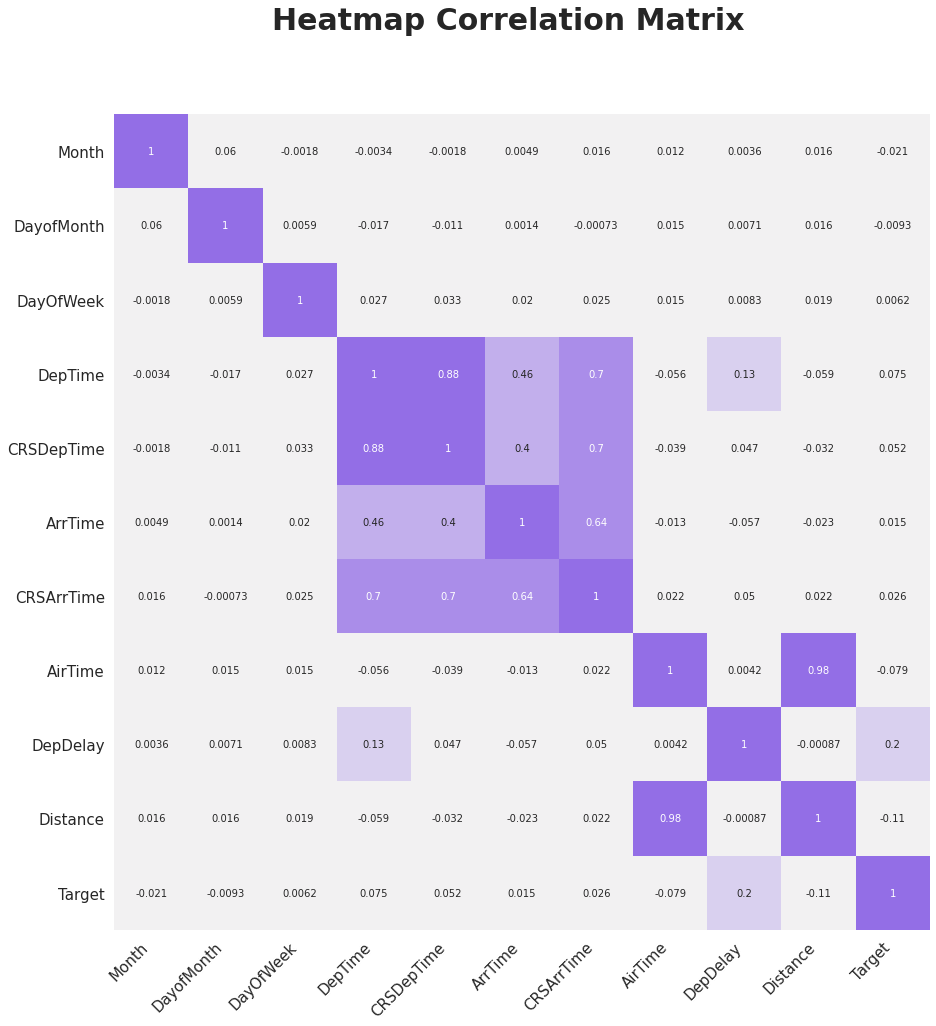 Heatmap Correlation Matrix
Month 1 0.06 -0.0018 -0.0034 -0.0018 0.0049 0.016 0.012 0.0036 0.016 -0.021
DayofMonth 0.06 1 0.0059 -0.017 -0.011 0.0014 -0.00073 0.015 0.0071 0.016 -0.0093
DayOfWeek -0.0018 0.0059 1 0.027 0.033 0.02 0.025 0.015 0.0083 0.019 0.0062
DepTime -0.0034 -0.017 0.027 1 0.88 0.46 0.7 -0.056 0.13 -0.059 0.075
CRSDepTime -0.0018 -0.011 0.033 0.88 1 0.4 0.7 -0.039 0.047 -0.032 0.052
ArrTime 0.0049 0.0014 0.02 0.46 0.4 1 0.64 -0.013 -0.057 -0.023 0.015
CRSArrTime 0.016 -0.00073 0.025 0.7 0.7 0.64 1 0.022 0.05 0.022 0.026
AirTime 0.012 0.015 0.015 -0.056 -0.039 -0.013 0.022 1 0.0042 0.98 -0.079
DepDelay 0.0036 0.0071 0.0083 0.13 0.047 -0.057 0.05 0.0042 1 -0.00087 0.2
Distance 0.016 0.016 0.019 -0.059 -0.032 -0.023 0.022 0.98 -0.00087 1 -0.11
Target -0.021 -0.0093 0.0062 0.075 0.052 0.015 0.026 -0.079 0.2 -0.11 1
Month DayofMonth DayOfWeek DepTime CRSDepTime ArrTime CRSArrTime AirTime DepDelay Distance Target